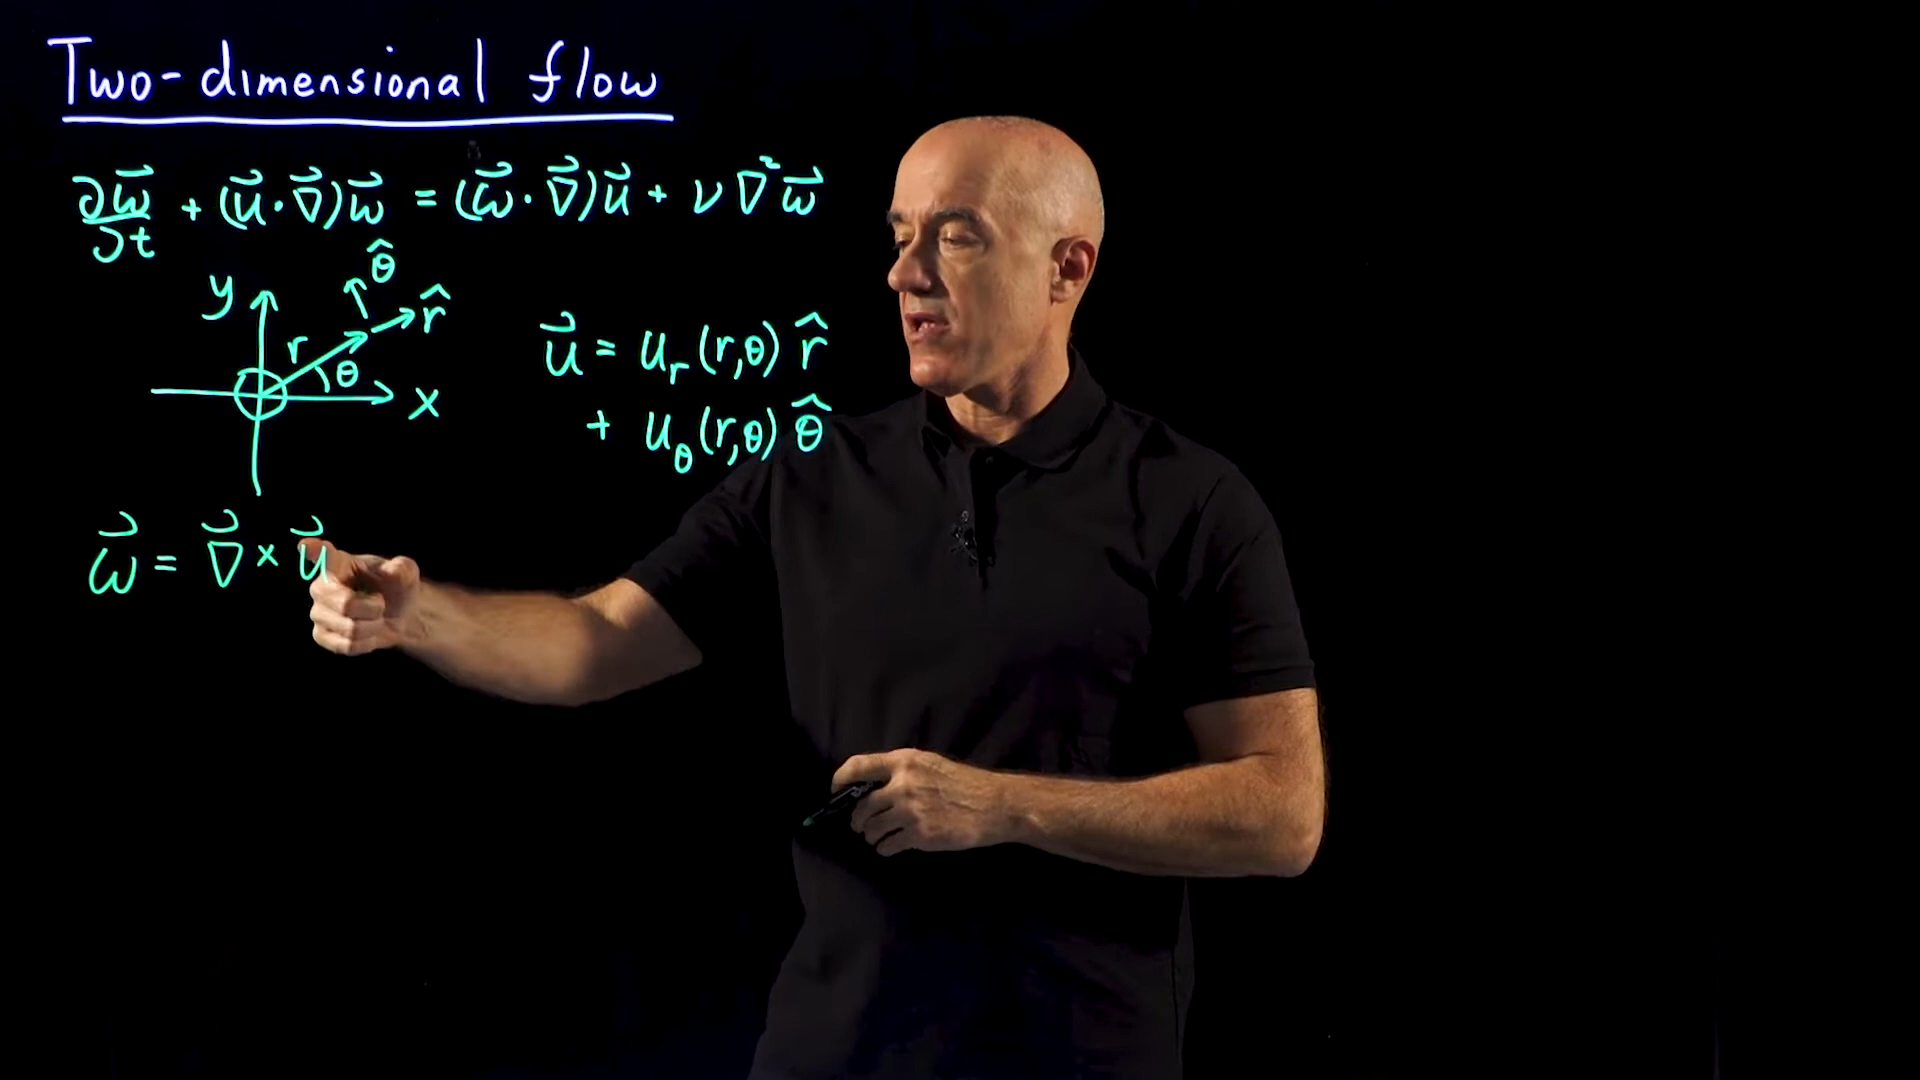 Two-dimensional flow
∂ω⃗/∂t + (u⃗·∇⃗)ω⃗ = (ω⃗·∇⃗)u⃗ + ν∇⃗²ω⃗
θ̂
y
r̂
r
θ
x
u⃗ = u_r (r,θ) r̂
+ u_θ (r,θ) θ̂
ω⃗ = ∇⃗ × u⃗